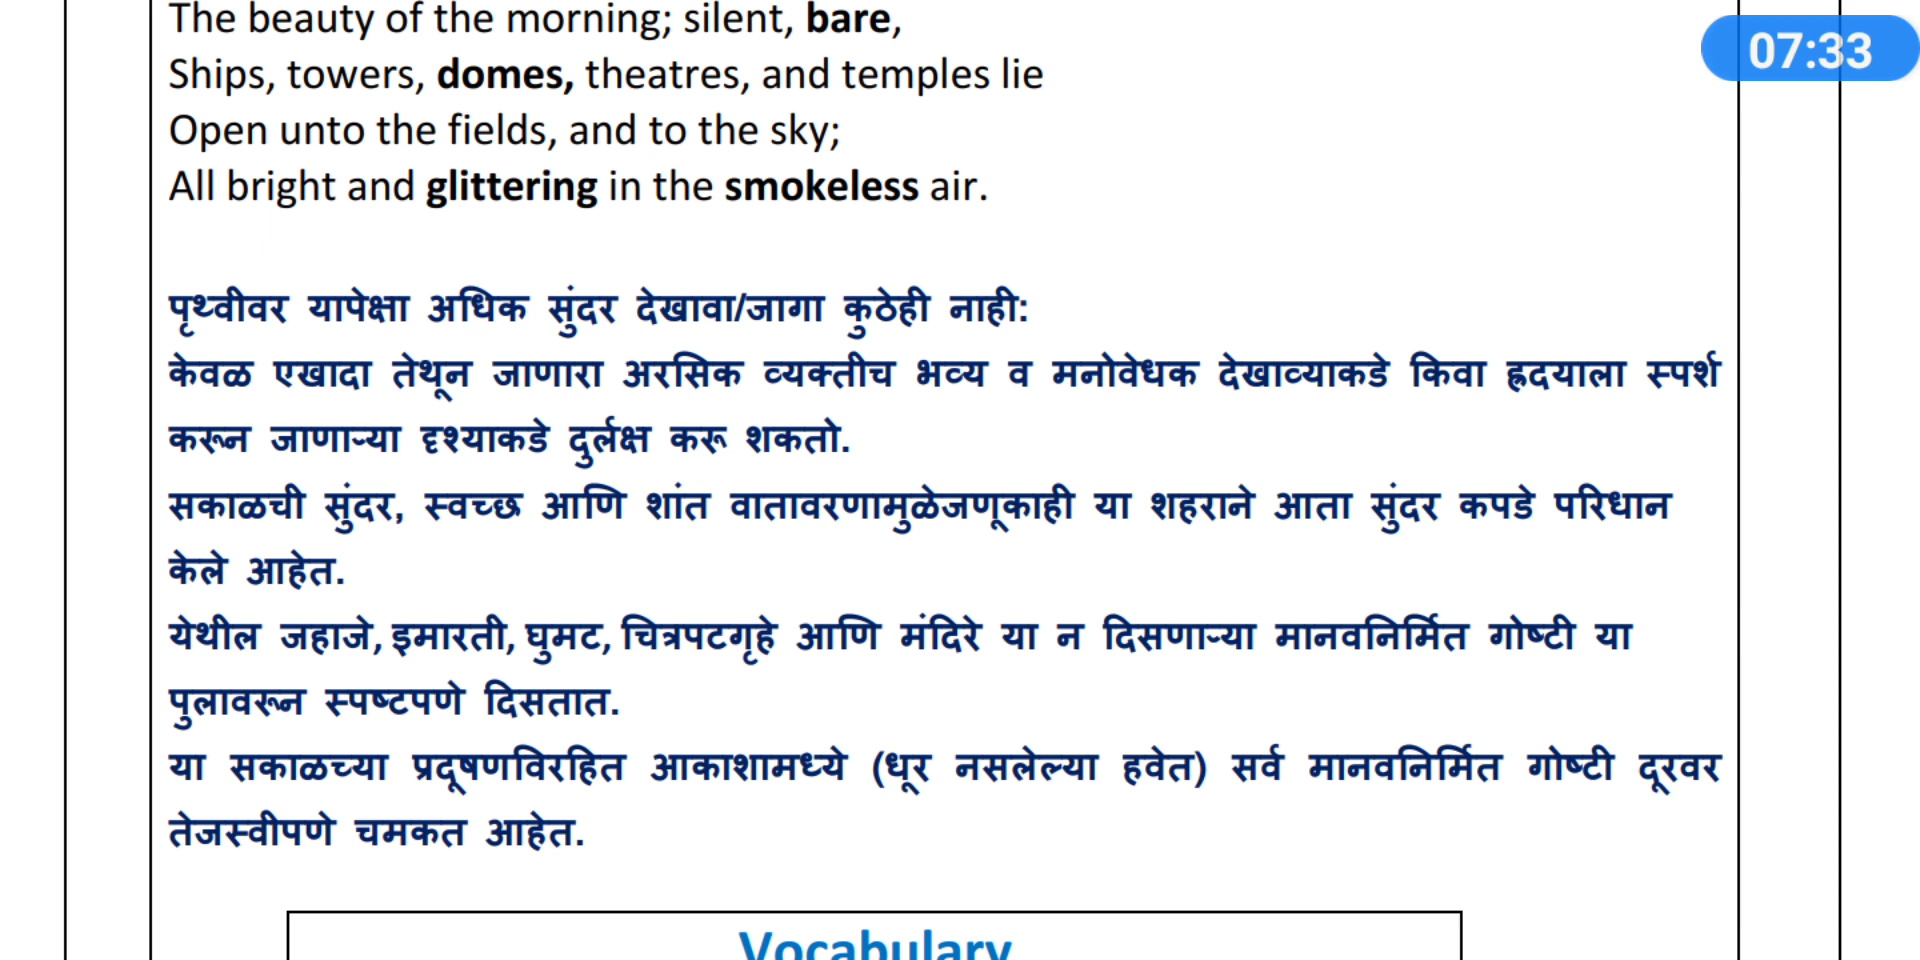 The beauty of the morning; silent, bare,
07:33
Ships, towers, domes, theatres, and temples lie
Open unto the fields, and to the sky;
All bright and glittering in the smokeless air.
पृथ्वीवर यापेक्षा अधिक सुंदर देखावा/जागा कुठेही नाही:
केवळ एखादा तेथून जाणारा अरसिक व्यक्तीच भव्य व मनोवेधक देखाव्याकडे किवा ह्रदयाला स्पर्श
करून जाणाऱ्या दृश्याकडे दुर्लक्ष करू शकतो.
सकाळची सुंदर, स्वच्छ आणि शांत वातावरणामुळेजणूकाही या शहराने आता सुंदर कपडे परिधान
केले आहेत.
येथील जहाजे, इमारती, घुमट, चित्रपटगृहे आणि मंदिरे या न दिसणाऱ्या मानवनिर्मित गोष्टी या
पुलावरून स्पष्टपणे दिसतात.
या सकाळच्या प्रदूषणविरहित आकाशामध्ये (धूर नसलेल्या हवेत) सर्व मानवनिर्मित गोष्टी दूरवर
तेजस्वीपणे चमकत आहेत.
Vocabulary